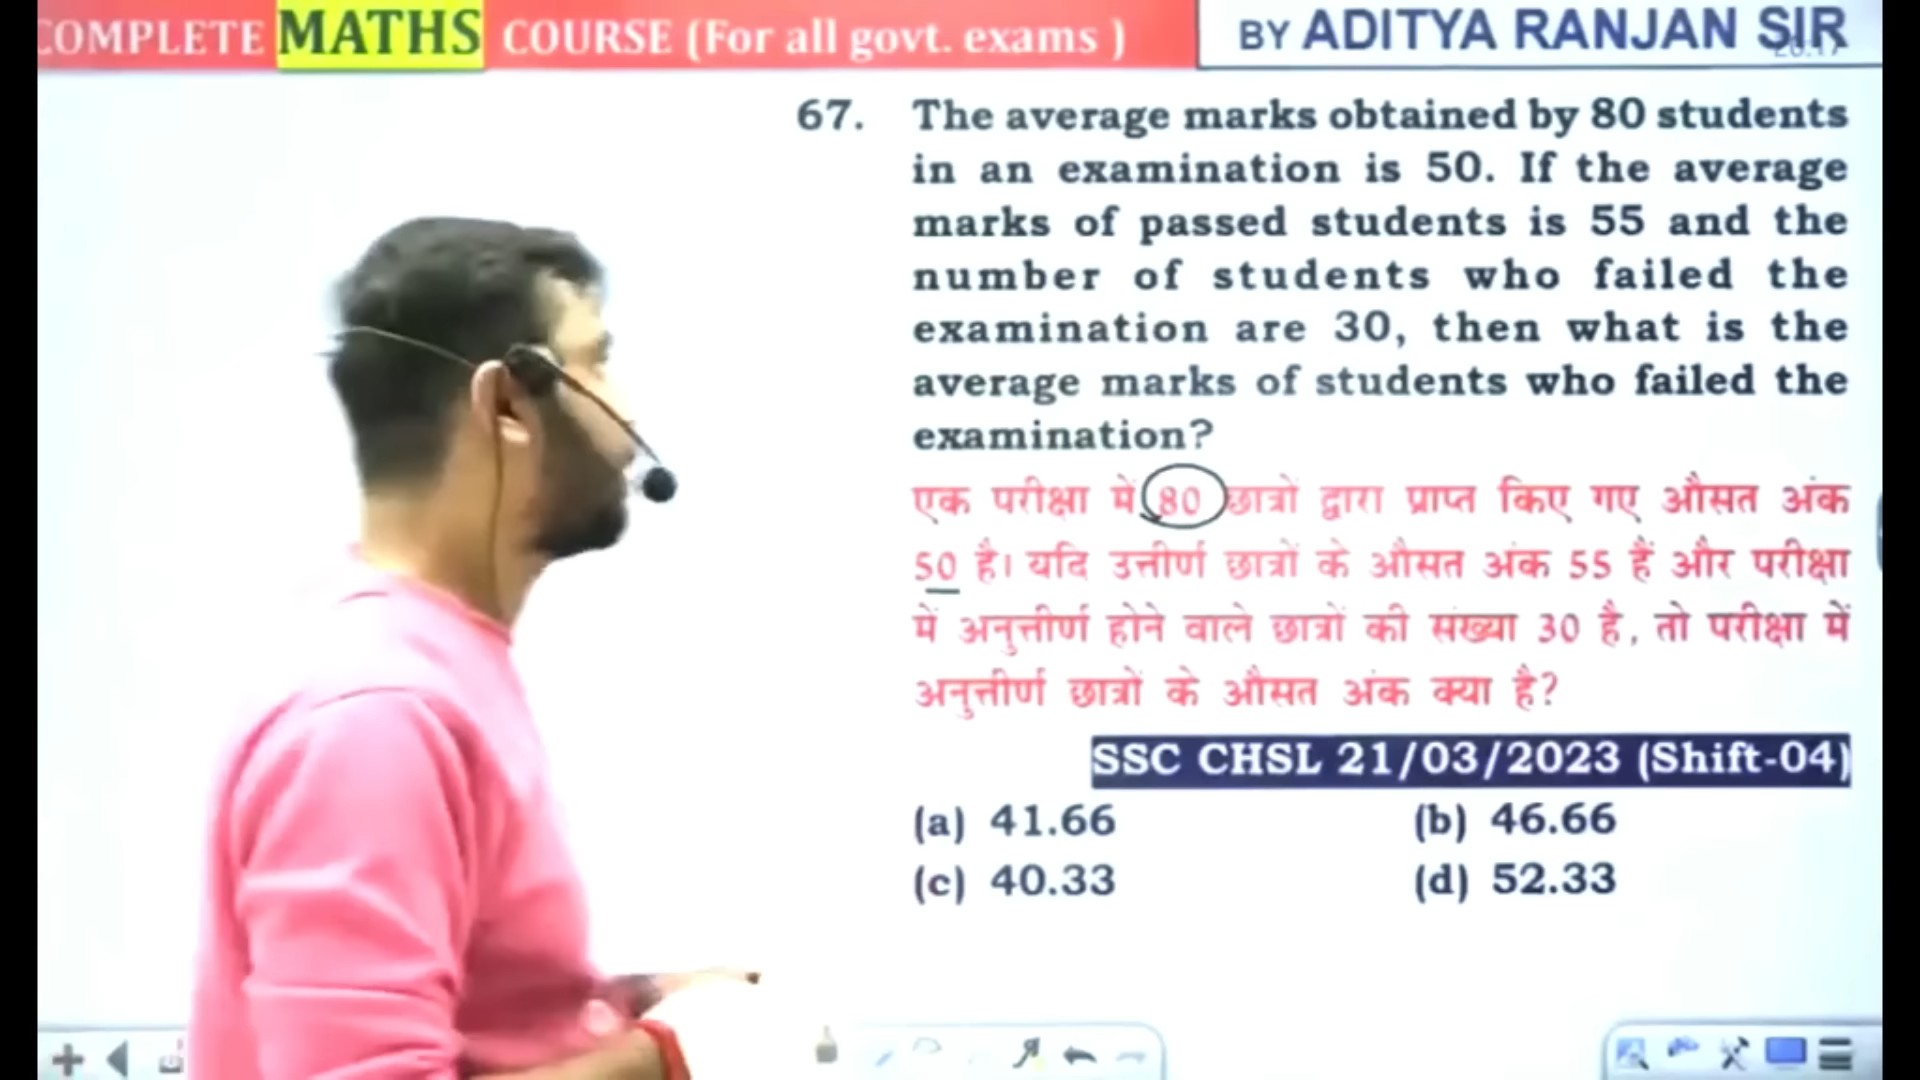 COMPLETE MATHS COURSE (For all govt. exams )
BY ADITYA RANJAN SIR
67. The average marks obtained by 80 students
in an examination is 50. If the average
marks of passed students is 55 and the
number of students who failed the
examination are 30, then what is the
average marks of students who failed the
examination?
एक परीक्षा में 80 छात्रों द्वारा प्राप्त किए गए औसत अंक
50 है। यदि उत्तीर्ण छात्रों के औसत अंक 55 हैं और परीक्षा
में अनुत्तीर्ण होने वाले छात्रों की संख्या 30 है, तो परीक्षा में
अनुत्तीर्ण छात्रों के औसत अंक क्या है?
SSC CHSL 21/03/2023 (Shift-04)
(a) 41.66 (b) 46.66
(c) 40.33 (d) 52.33